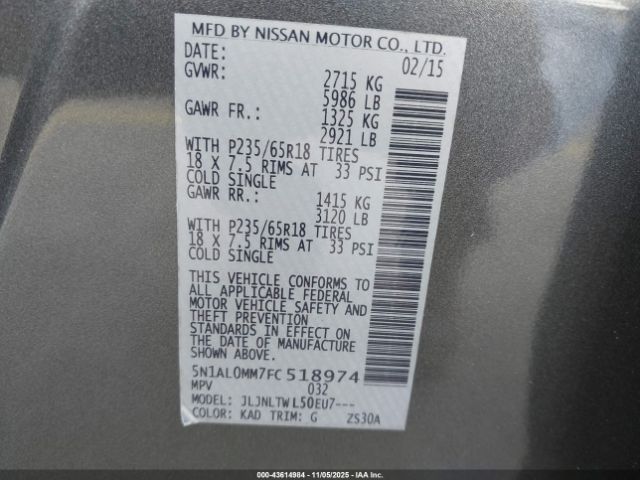 MFD BY NISSAN MOTOR CO., LTD.
DATE: 02/15
GVWR: 2715 KG
5986 LB
GAWR FR.: 1325 KG
2921 LB
WITH P235/65R18 TIRES
18 X 7.5 RIMS AT 33 PSI
COLD SINGLE
GAWR RR.: 1415 KG
3120 LB
WITH P235/65R18 TIRES
18 X 7.5 RIMS AT 33 PSI
COLD SINGLE
THIS VEHICLE CONFORMS TO
ALL APPLICABLE FEDERAL
MOTOR VEHICLE SAFETY AND
THEFT PREVENTION
STANDARDS IN EFFECT ON
THE DATE OF MANUFACTURE
SHOWN ABOVE.
5N1AL0MM7FC518974
MPV 032
MODEL: JLJNLTWL50EU7---
COLOR: KAD TRIM: G ZS30A
000-43614984 - 11/05/2025 - IAA, Inc.